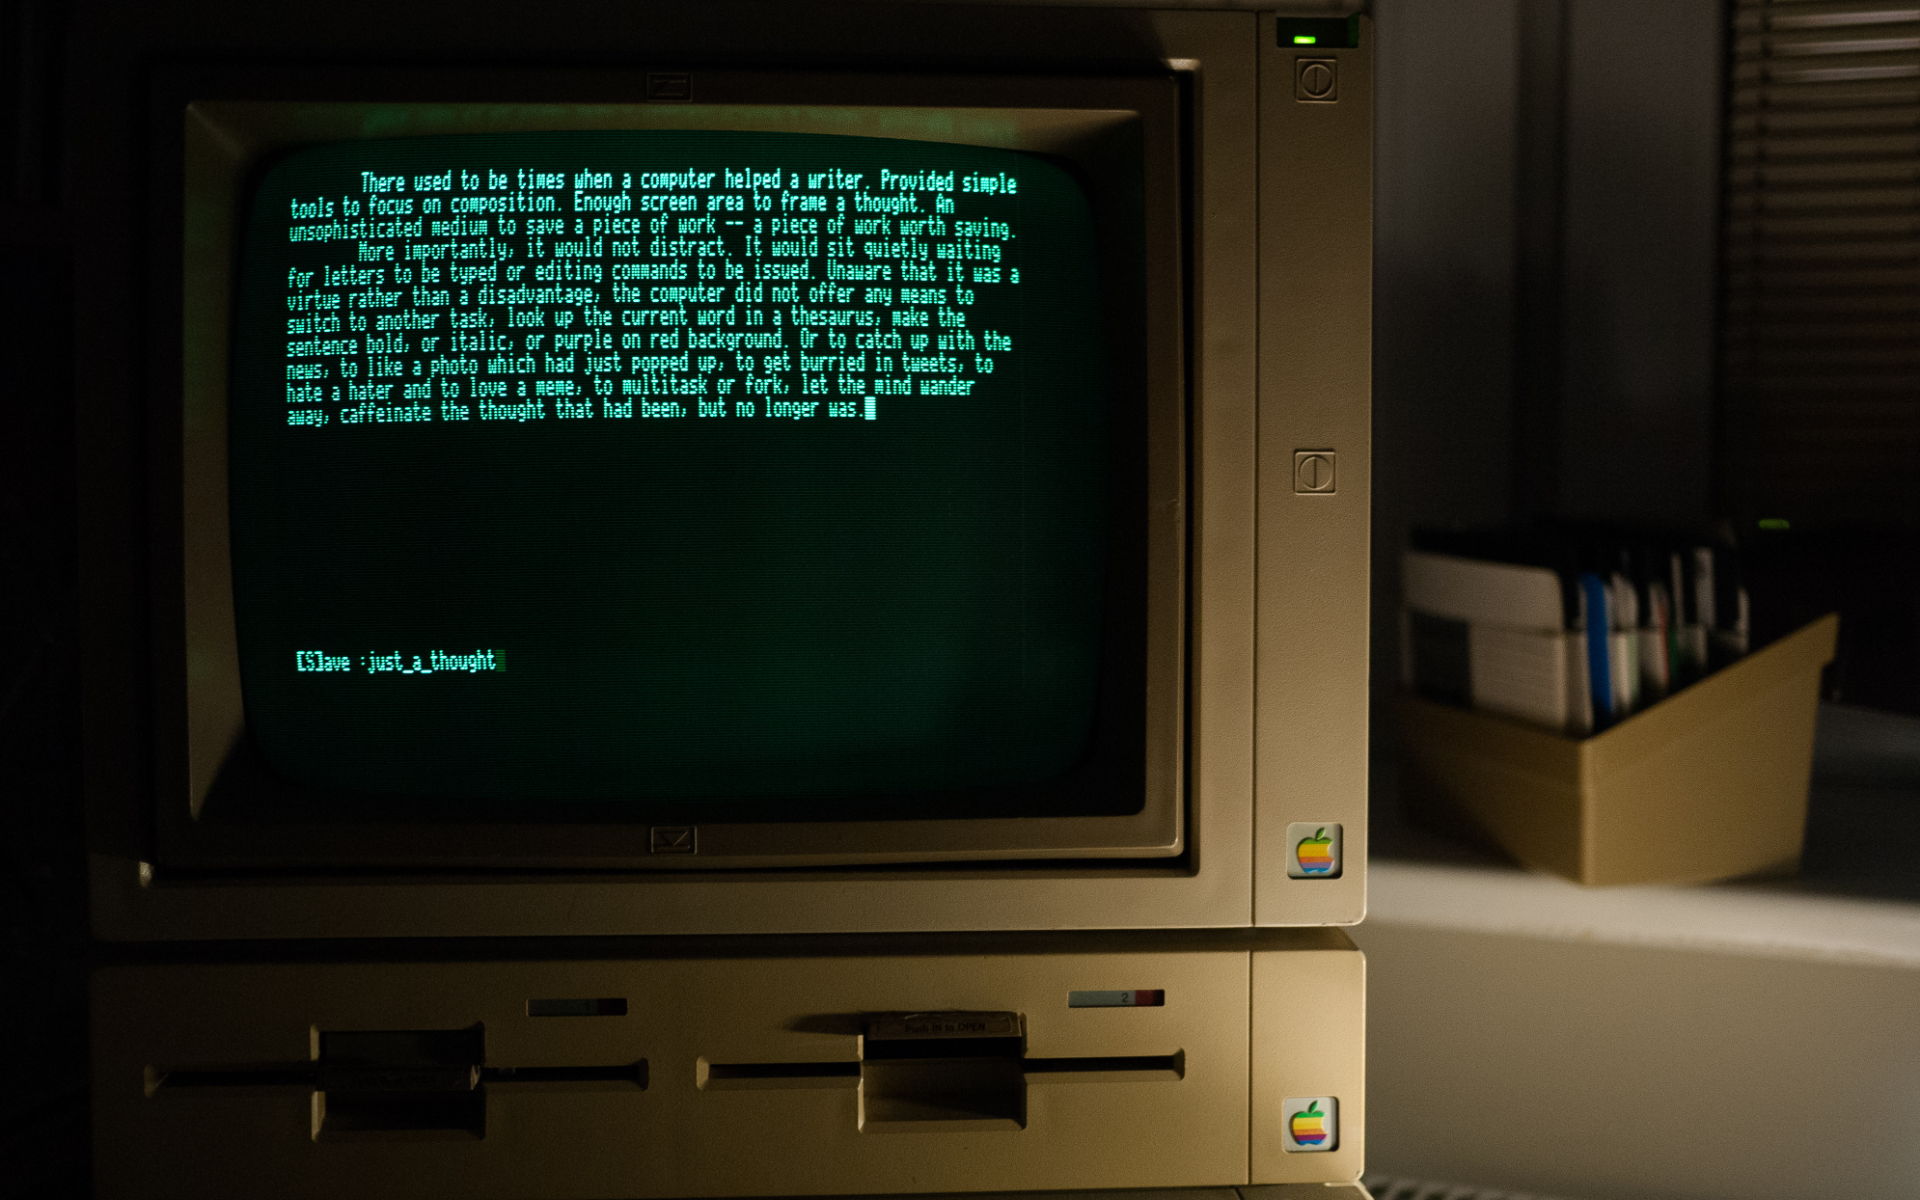 There used to be times when a computer helped a writer. Provided simple
tools to focus on composition. Enough screen area to frame a thought. An
unsophisticated medium to save a piece of work -- a piece of work worth saving.
More importantly, it would not distract. It would sit quietly waiting
for letters to be typed or editing commands to be issued. Unaware that it was a
virtue rather than a disadvantage, the computer did not offer any means to
switch to another task, look up the current word in a thesaurus, make the
sentence bold, or italic, or purple on red background. Or to catch up with the
news, to like a photo which had just popped up, to get burried in tweets, to
hate a hater and to love a meme, to multitask or fork, let the mind wander
away, caffeinate the thought that had been, but no longer was.
[S]ave :just_a_thought
2
Push in to OPEN